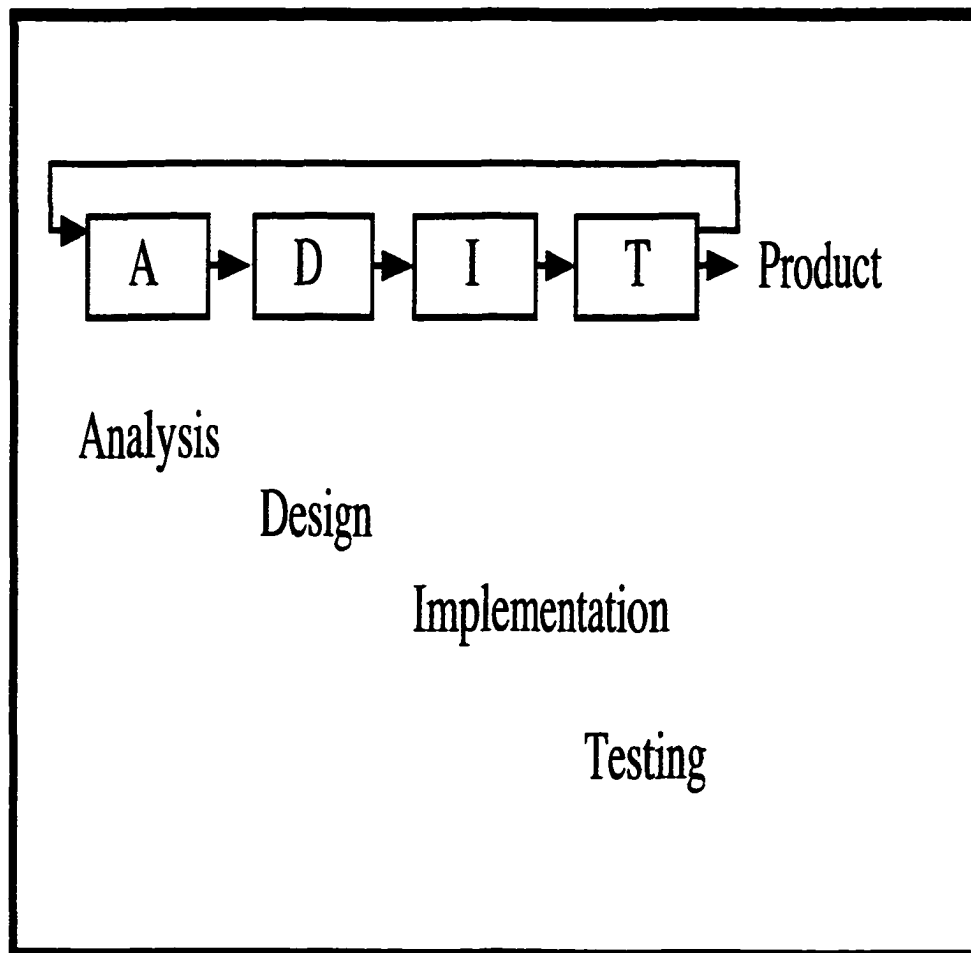 A D I T Product
Analysis
Design
Implementation
Testing